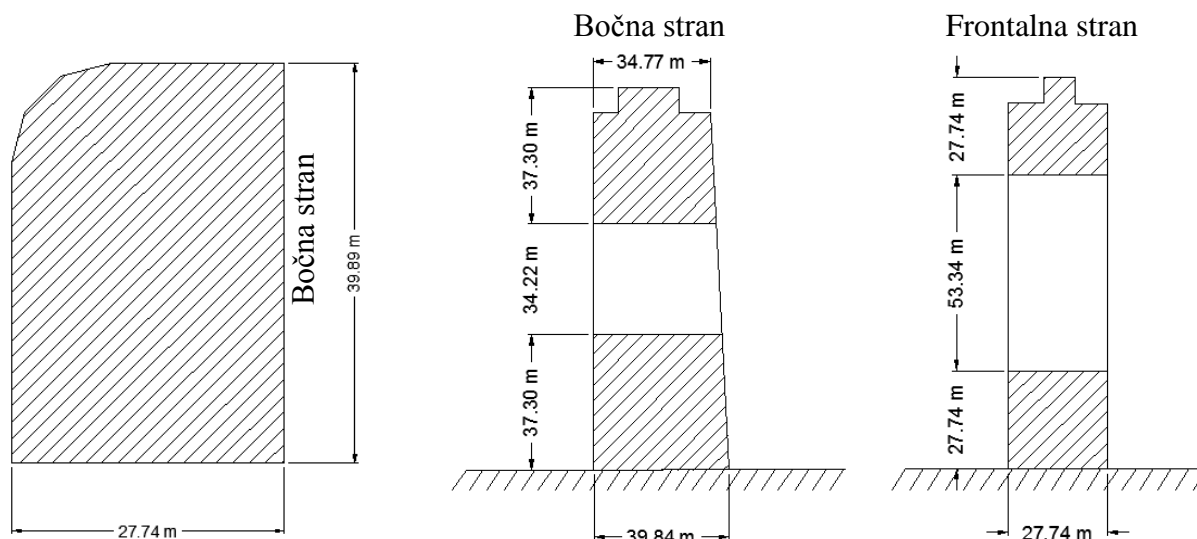 Bočna stran
39.89 m
27.74 m
Bočna stran
34.77 m
37.30 m
34.22 m
37.30 m
39.84 m
Frontalna stran
27.74 m
53.34 m
27.74 m
27.74 m